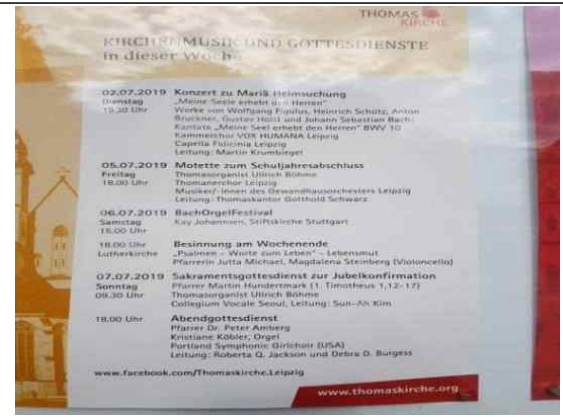 THOMAS
KIRCHE
KIRCHENMUSIK UND GOTTESDIENSTE
in dieser Woche
02.07.2019 Konzert zu Mariä Heimsuchung
Dienstag „Meine Seele erhebt den Herren“
19.30 Uhr Werke von Wolfgang Figulus, Heinrich Schütz, Anton
Bruckner, Gustav Holst und Johann Sebastian Bach:
Kantate „Meine Seel erhebt den Herren“ BWV 10
Kammerchor VOX HUMANA Leipzig
Capella Fidicinia Leipzig
Leitung: Martin Krumbiegel
05.07.2019 Motette zum Schuljahresabschluss
Freitag Thomasorganist Ullrich Böhme
18.00 Uhr Thomanerchor Leipzig
Musiker/-innen des Gewandhausorchesters Leipzig
Leitung: Thomaskantor Gotthold Schwarz
06.07.2019 BachOrgelFestival
Samstag Kay Johannsen, Stiftskirche Stuttgart
15.00 Uhr
18.00 Uhr Besinnung am Wochenende
Lutherkirche „Psalmen – Worte zum Leben“ – Lebensmut
Pfarrerin Jutta Michael, Magdalena Steinberg (Violoncello)
07.07.2019 Sakramentsgottesdienst zur Jubelkonfirmation
Sonntag Pfarrer Martin Hundertmark (1. Timotheus 1,12–17)
09.30 Uhr Thomasorganist Ullrich Böhme
Collegium Vocale Seoul, Leitung: Sun-Ah Kim
18.00 Uhr Abendgottesdienst
Pfarrer Dr. Peter Amberg
Kristiane Köbler, Orgel
Portland Symphonic Girlchoir (USA)
Leitung: Roberta Q. Jackson und Debra D. Burgess
www.facebook.com/Thomaskirche.Leipzig
www.thomaskirche.org